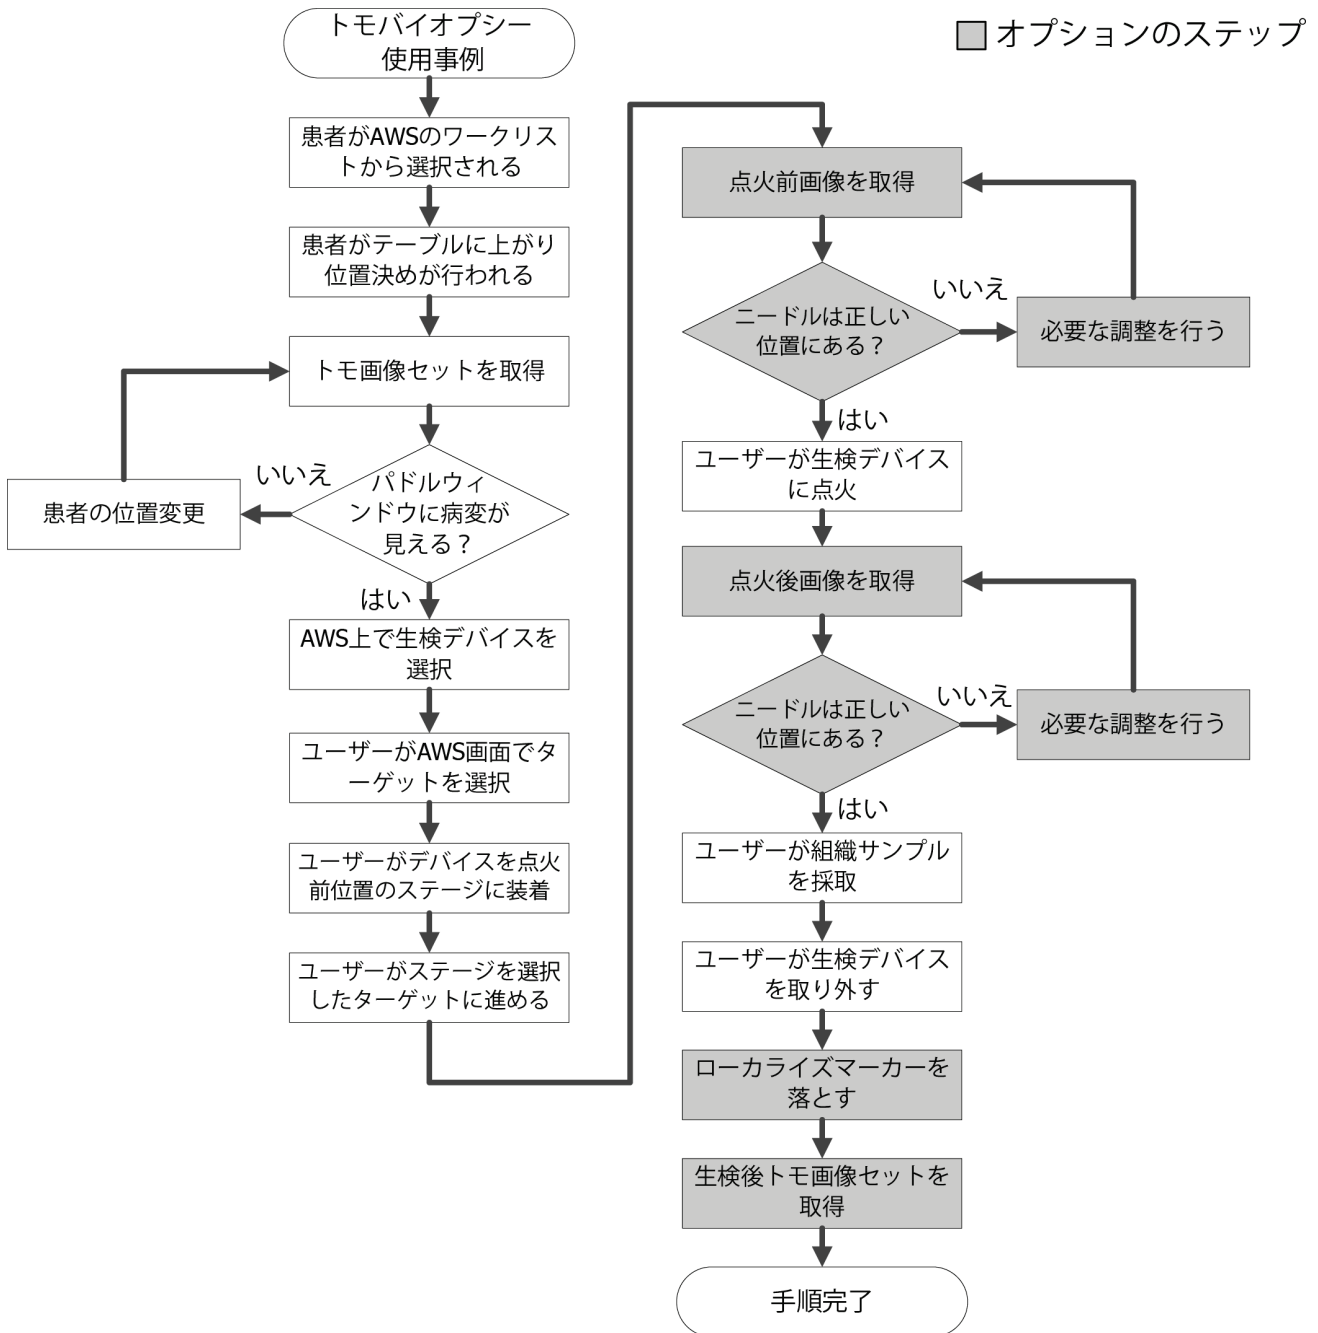 トモバイオプシー
使用事例
オプションのステップ
患者がAWSのワークリス
トから選択される
患者がテーブルに上がり
位置決めが行われる
トモ画像セットを取得
パドルウィ
ンドウに病変が
見える？
いいえ
患者の位置変更
はい
AWS上で生検デバイスを
選択
ユーザーがAWS画面でタ
ーゲットを選択
ユーザーがデバイスを点火
前位置のステージに装着
ユーザーがステージを選択
したターゲットに進める
点火前画像を取得
ニードルは正しい
位置にある？
いいえ
必要な調整を行う
はい
ユーザーが生検デバイス
に点火
点火後画像を取得
ニードルは正しい
位置にある？
いいえ
必要な調整を行う
はい
ユーザーが組織サンプル
を採取
ユーザーが生検デバイス
を取り外す
ローカライズマーカーを
落とす
生検後トモ画像セットを
取得
手順完了